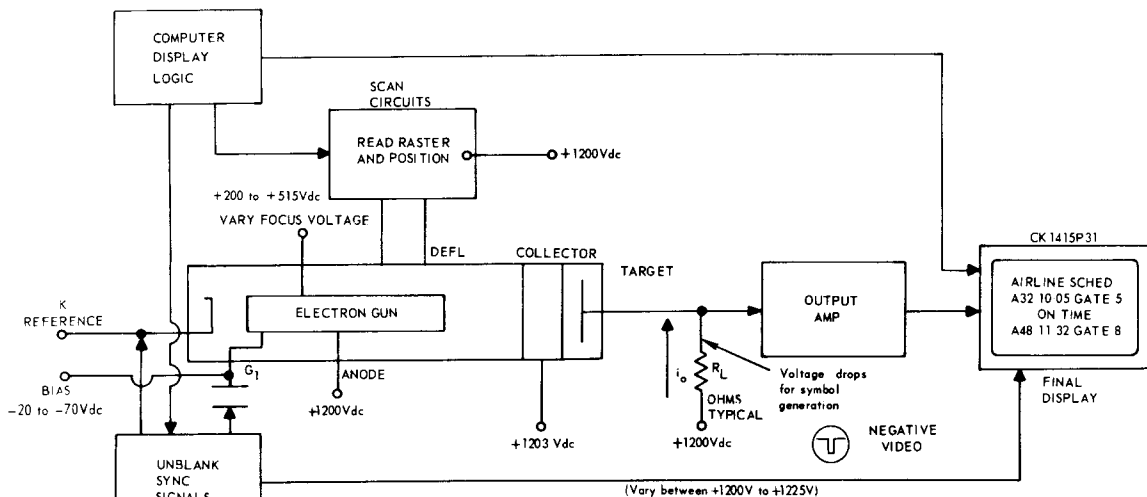 COMPUTER
DISPLAY
LOGIC
SCAN
CIRCUITS
READ RASTER
AND POSITION
+1200Vdc
+200 to +515Vdc
VARY FOCUS VOLTAGE
DEFL
COLLECTOR
TARGET
CK1415P31
AIRLINE SCHED
A32 10 05 GATE 5
ON TIME
A48 11 32 GATE 8
OUTPUT
AMP
ELECTRON GUN
K
REFERENCE
G1
ANODE
BIAS
-20 to -70Vdc
+1200Vdc
+1203 Vdc
io
RL
OHMS
TYPICAL
+1200Vdc
Voltage drops
for symbol
generation
FINAL
DISPLAY
NEGATIVE
VIDEO
UNBLANK
SYNC
SIGNALS
(Vary between +1200V to +1225V)